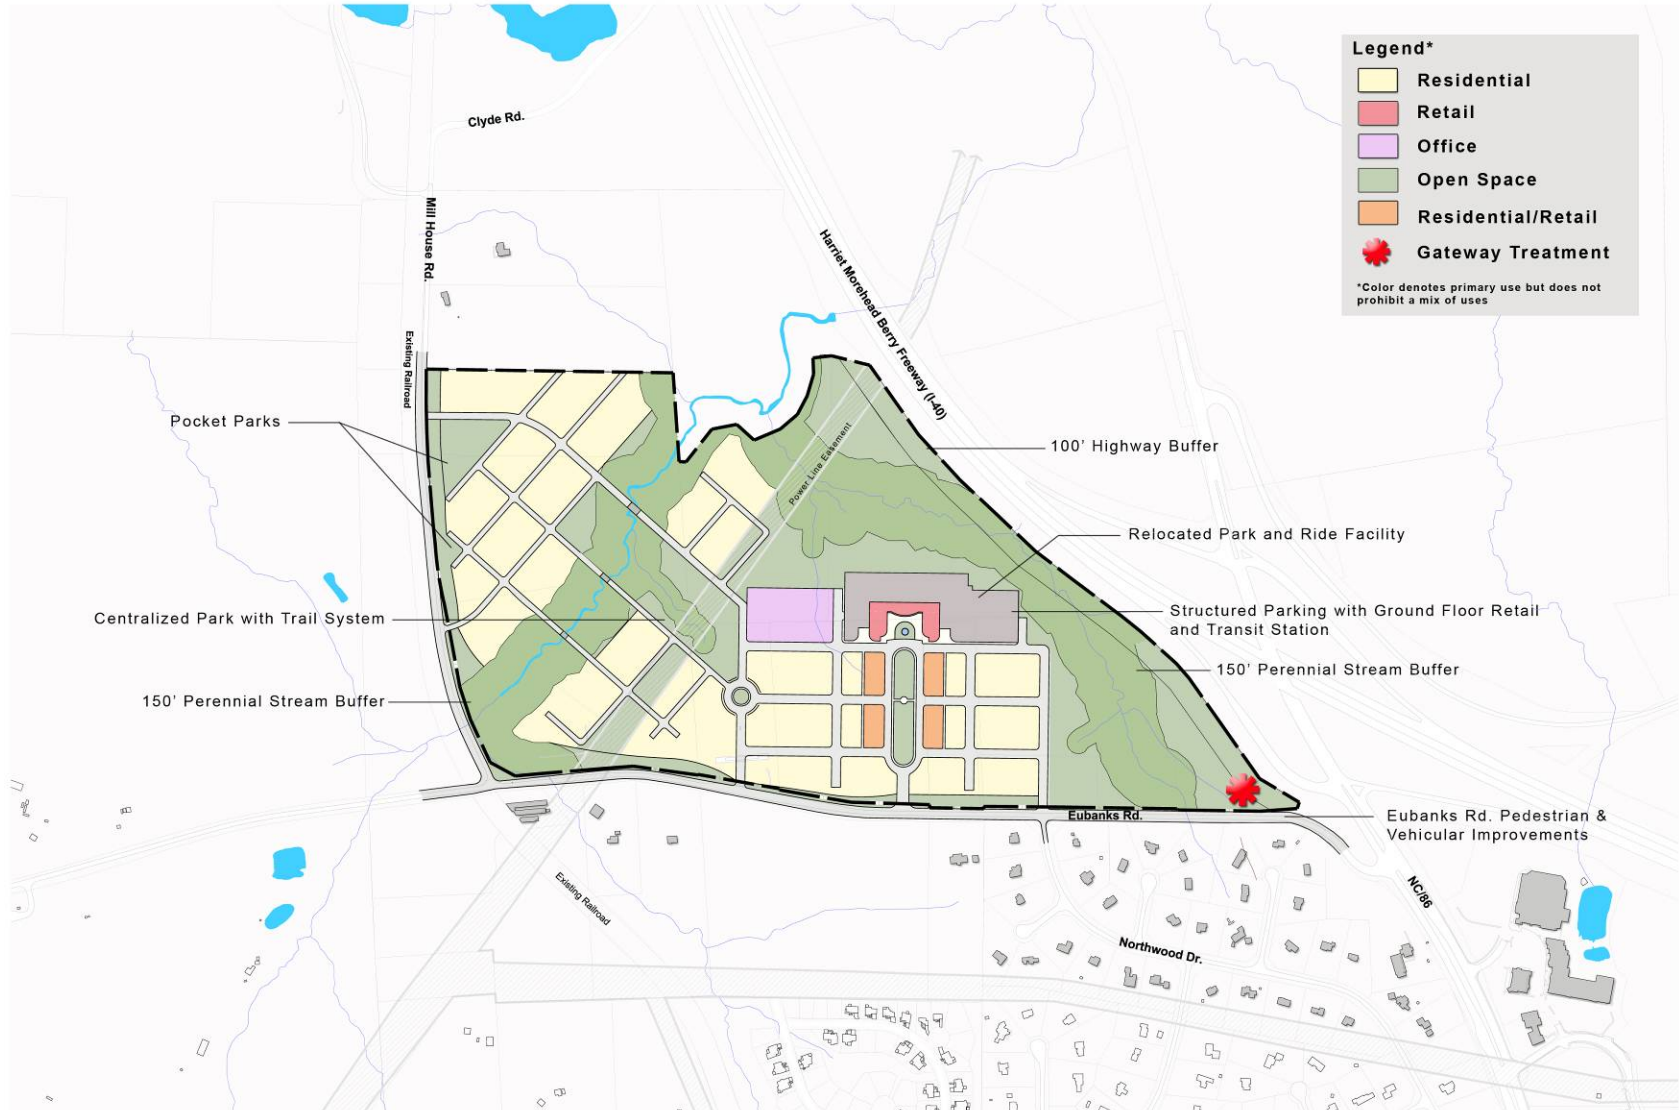 Legend*
Residential
Retail
Office
Open Space
Residential/Retail
Gateway Treatment
*Color denotes primary use but does not
prohibit a mix of uses
Clyde Rd.
Mill House Rd.
Harriet Morehead Berry Freeway (I-40)
Existing Railroad
Pocket Parks
Power Line Easement
100' Highway Buffer
Relocated Park and Ride Facility
Centralized Park with Trail System
Structured Parking with Ground Floor Retail
and Transit Station
150' Perennial Stream Buffer
150' Perennial Stream Buffer
Eubanks Rd.
Eubanks Rd. Pedestrian &
Vehicular Improvements
Existing Railroad
NC/86
Northwood Dr.